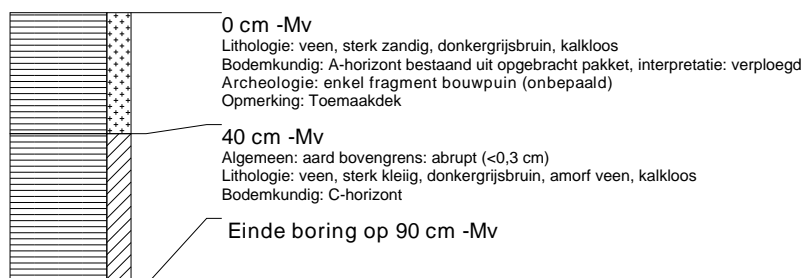 0 cm -Mv
Lithologie: veen, sterk zandig, donkergrijsbruin, kalkloos
Bodemkundig: A-horizont bestaand uit opgebracht pakket, interpretatie: verploegd
Archeologie: enkel fragment bouwpuin (onbepaald)
Opmerking: Toemaakdek
40 cm -Mv
Algemeen: aard bovengrens: abrupt (<0,3 cm)
Lithologie: veen, sterk kleiig, donkergrijsbruin, amorf veen, kalkloos
Bodemkundig: C-horizont
Einde boring op 90 cm -Mv